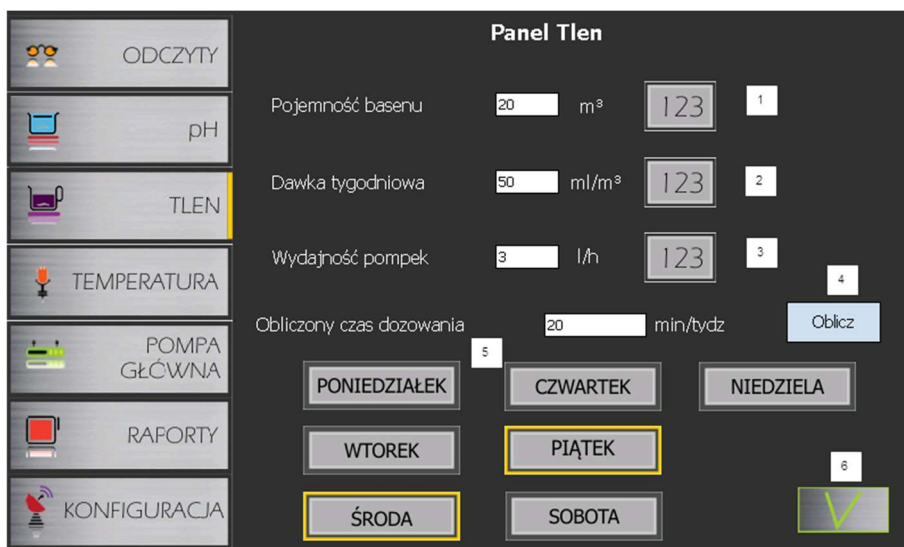 ODCZYTY
pH
TLEN
TEMPERATURA
POMPA
GŁÓWNA
RAPORTY
KONFIGURACJA
Panel Tlen
Pojemność basenu 20 m³ 123 1
Dawka tygodniowa 50 ml/m³ 123 2
Wydajność pompek 3 l/h 123 3
4
Obliczony czas dozowania 20 min/tydz Oblicz
5
PONIEDZIAŁEK CZWARTEK NIEDZIELA
WTOREK PIĄTEK
6
ŚRODA SOBOTA